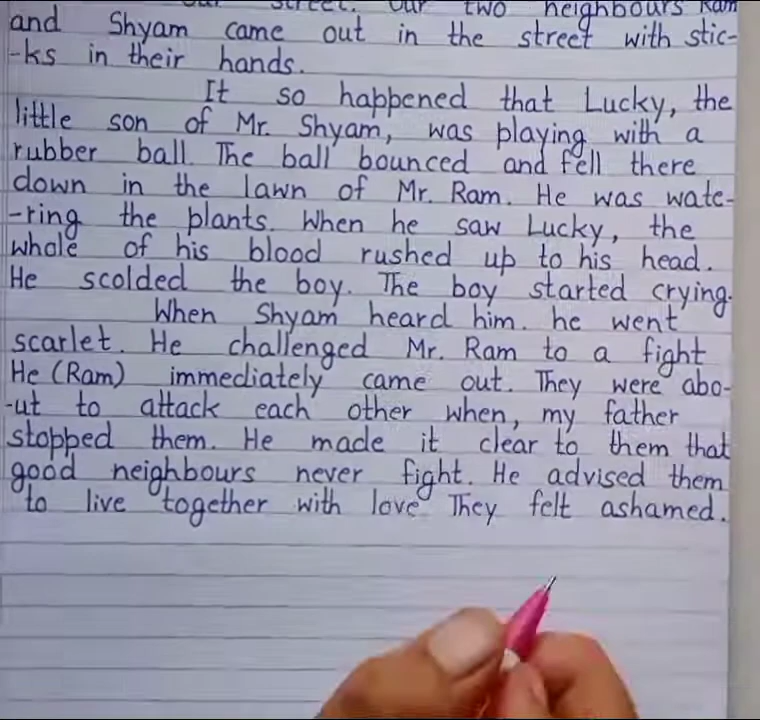 our street. Our two neighbours Ram
and Shyam came out in the street with stic-
-ks in their hands.
It so happened that Lucky, the
little son of Mr. Shyam, was playing with a
rubber ball. The ball bounced and fell there
down in the lawn of Mr. Ram. He was wate-
-ring the plants. When he saw Lucky, the
whole of his blood rushed up to his head.
He scolded the boy. The boy started crying.
When Shyam heard him. he went
scarlet. He challenged Mr. Ram to a fight
He (Ram) immediately came out. They were abo-
-ut to attack each other when, my father
stopped them. He made it clear to them that
good neighbours never fight. He advised them
to live together with love They felt ashamed.